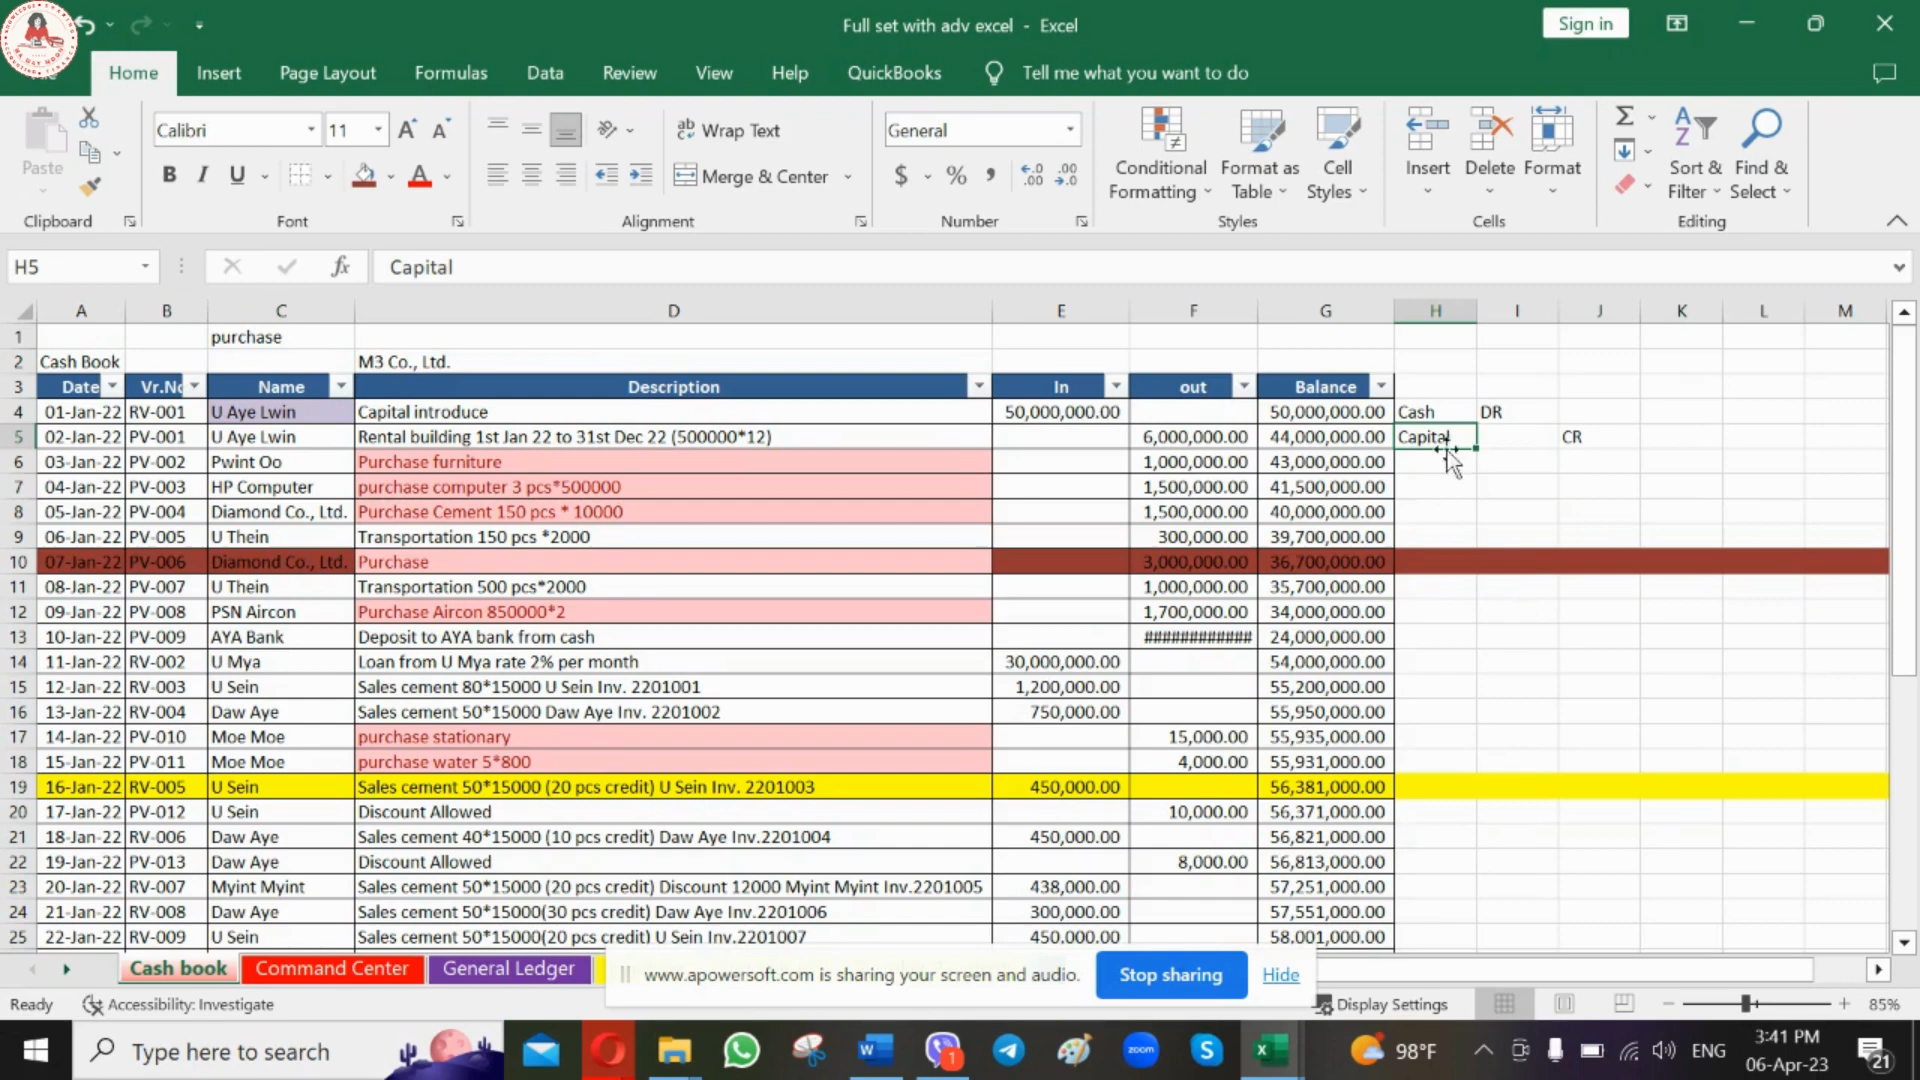 Full set with adv excel - Excel
Sign in
Home Insert Page Layout Formulas Data Review View Help QuickBooks Tell me what you want to do
Paste
Calibri 11
B I U
ab Wrap Text
Merge & Center
General
$ % ,
Conditional Formatting
Format as Table
Cell Styles
Insert Delete Format
Sort & Filter
Find & Select
Clipboard Font Alignment Number Styles Cells Editing
H5 fx Capital
A B C D E F G H I J K L M
1 purchase
2 Cash Book M3 Co., Ltd.
3 Date Vr.No Name Description In out Balance
4 01-Jan-22 RV-001 U Aye Lwin Capital introduce 50,000,000.00 50,000,000.00 Cash DR
5 02-Jan-22 PV-001 U Aye Lwin Rental building 1st Jan 22 to 31st Dec 22 (500000*12) 6,000,000.00 44,000,000.00 Capital CR
6 03-Jan-22 PV-002 Pwint Oo Purchase furniture 1,000,000.00 43,000,000.00
7 04-Jan-22 PV-003 HP Computer purchase computer 3 pcs*500000 1,500,000.00 41,500,000.00
8 05-Jan-22 PV-004 Diamond Co., Ltd. Purchase Cement 150 pcs * 10000 1,500,000.00 40,000,000.00
9 06-Jan-22 PV-005 U Thein Transportation 150 pcs *2000 300,000.00 39,700,000.00
10 07-Jan-22 PV-006 Diamond Co., Ltd. Purchase 3,000,000.00 36,700,000.00
11 08-Jan-22 PV-007 U Thein Transportation 500 pcs*2000 1,000,000.00 35,700,000.00
12 09-Jan-22 PV-008 PSN Aircon Purchase Aircon 850000*2 1,700,000.00 34,000,000.00
13 10-Jan-22 PV-009 AYA Bank Deposit to AYA bank from cash ############ 24,000,000.00
14 11-Jan-22 RV-002 U Mya Loan from U Mya rate 2% per month 30,000,000.00 54,000,000.00
15 12-Jan-22 RV-003 U Sein Sales cement 80*15000 U Sein Inv. 2201001 1,200,000.00 55,200,000.00
16 13-Jan-22 RV-004 Daw Aye Sales cement 50*15000 Daw Aye Inv. 2201002 750,000.00 55,950,000.00
17 14-Jan-22 PV-010 Moe Moe purchase stationary 15,000.00 55,935,000.00
18 15-Jan-22 PV-011 Moe Moe purchase water 5*800 4,000.00 55,931,000.00
19 16-Jan-22 RV-005 U Sein Sales cement 50*15000 (20 pcs credit) U Sein Inv. 2201003 450,000.00 56,381,000.00
20 17-Jan-22 PV-012 U Sein Discount Allowed 10,000.00 56,371,000.00
21 18-Jan-22 RV-006 Daw Aye Sales cement 40*15000 (10 pcs credit) Daw Aye Inv.2201004 450,000.00 56,821,000.00
22 19-Jan-22 PV-013 Daw Aye Discount Allowed 8,000.00 56,813,000.00
23 20-Jan-22 RV-007 Myint Myint Sales cement 50*15000 (20 pcs credit) Discount 12000 Myint Myint Inv.2201005 438,000.00 57,251,000.00
24 21-Jan-22 RV-008 Daw Aye Sales cement 50*15000(30 pcs credit) Daw Aye Inv.2201006 300,000.00 57,551,000.00
25 22-Jan-22 RV-009 U Sein Sales cement 50*15000(20 pcs credit) U Sein Inv.2201007 450,000.00 58,001,000.00
Cash book Command Center General Ledger
www.apowersoft.com is sharing your screen and audio. Stop sharing Hide
Ready Accessibility: Investigate Display Settings 85%
Type here to search
98°F ENG
3:41 PM
06-Apr-23
21